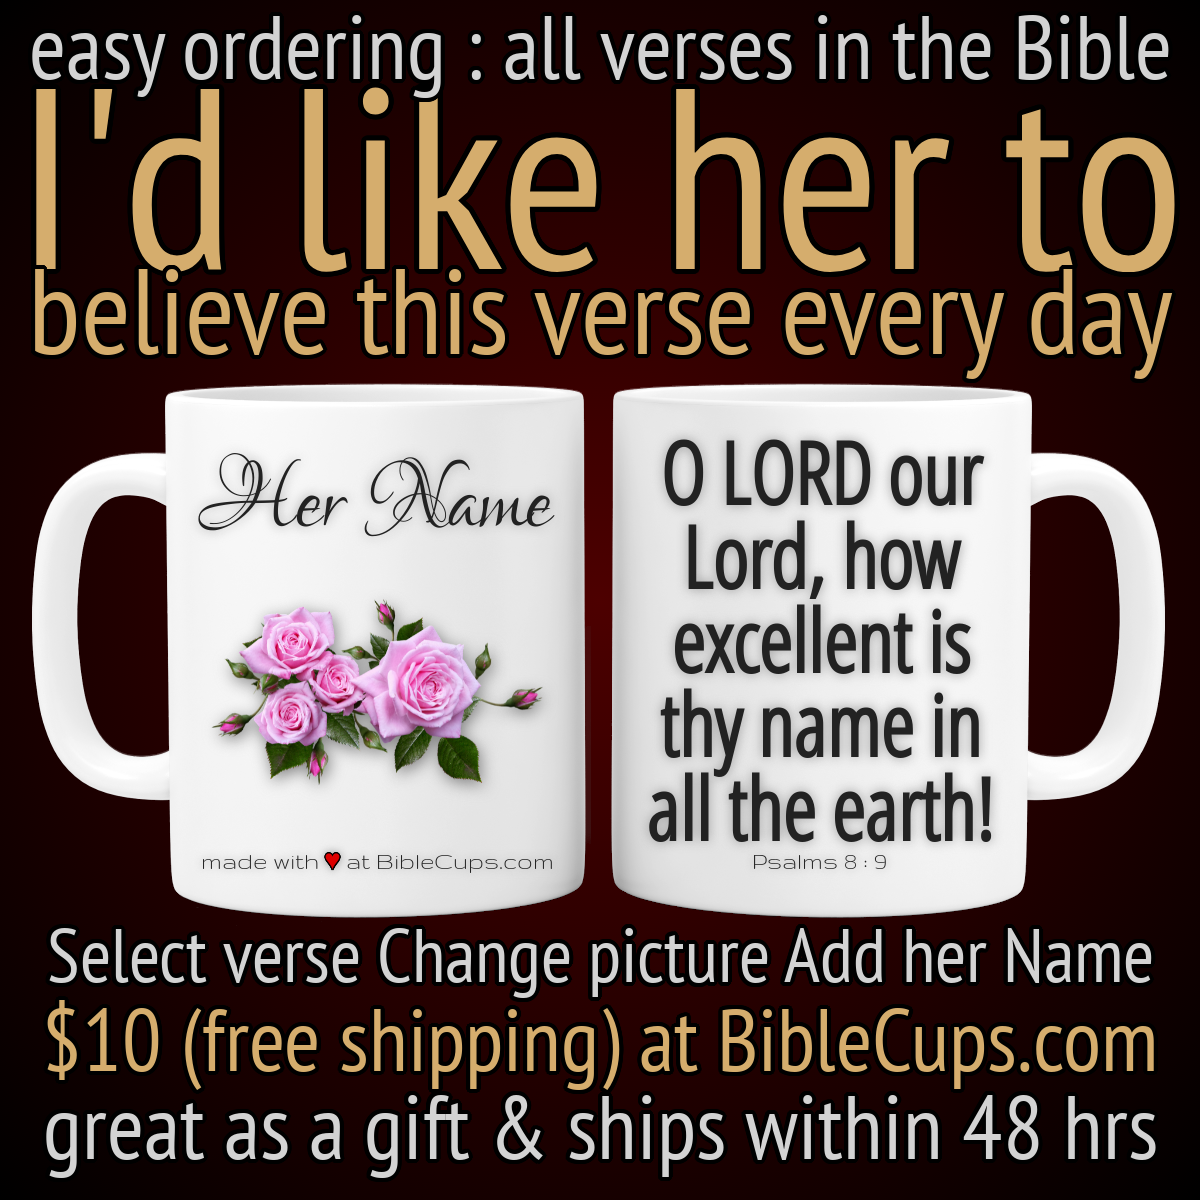 easy ordering : all verses in the Bible
I'd like her to
believe this verse every day
Her Name
made with at BibleCups.com
O LORD our
Lord, how
excellent is
thy name in
all the earth!
Psalms 8 : 9
Select verse Change picture Add her Name
$10 (free shipping) at BibleCups.com
great as a gift & ships within 48 hrs